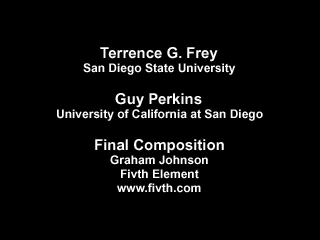 Terrence G. Frey
San Diego State University
Guy Perkins
University of California at San Diego
Final Composition
Graham Johnson
Fivth Element
www.fivth.com